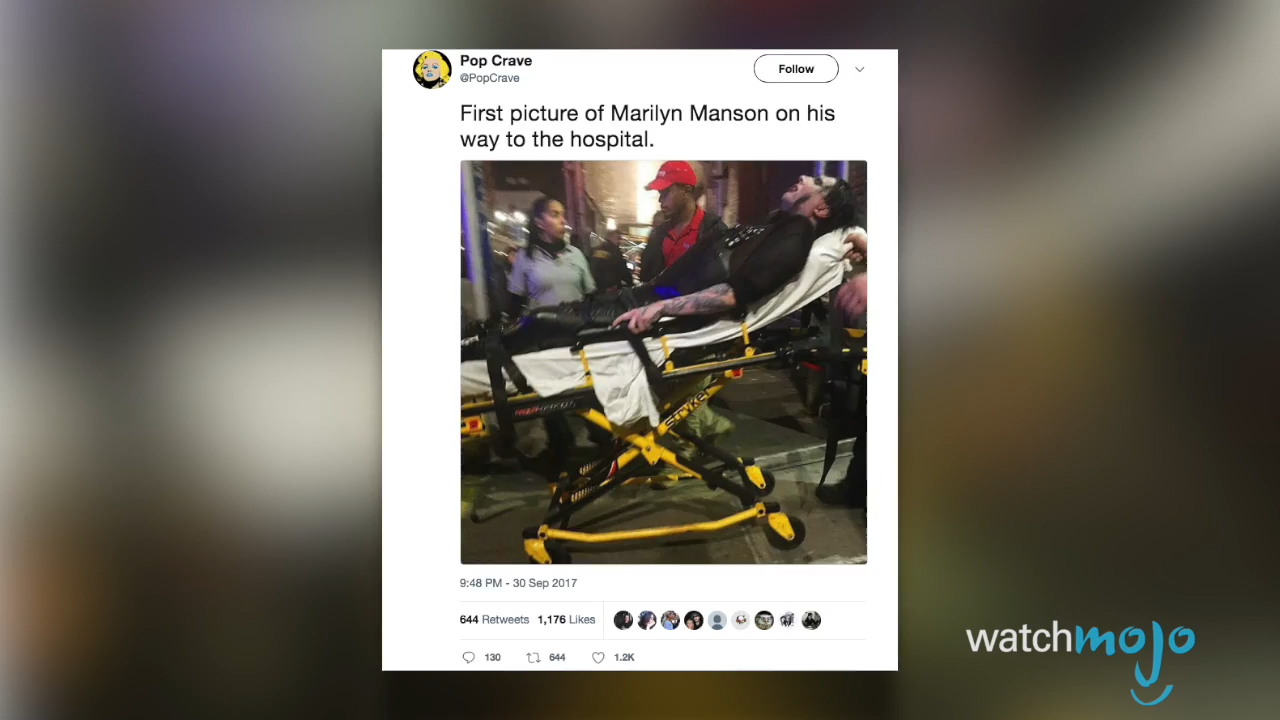 Pop Crave
@PopCrave
Follow
First picture of Marilyn Manson on his
way to the hospital.
stryker
9:48 PM - 30 Sep 2017
644 Retweets 1,176 Likes
130 644 1.2K
watchmojo